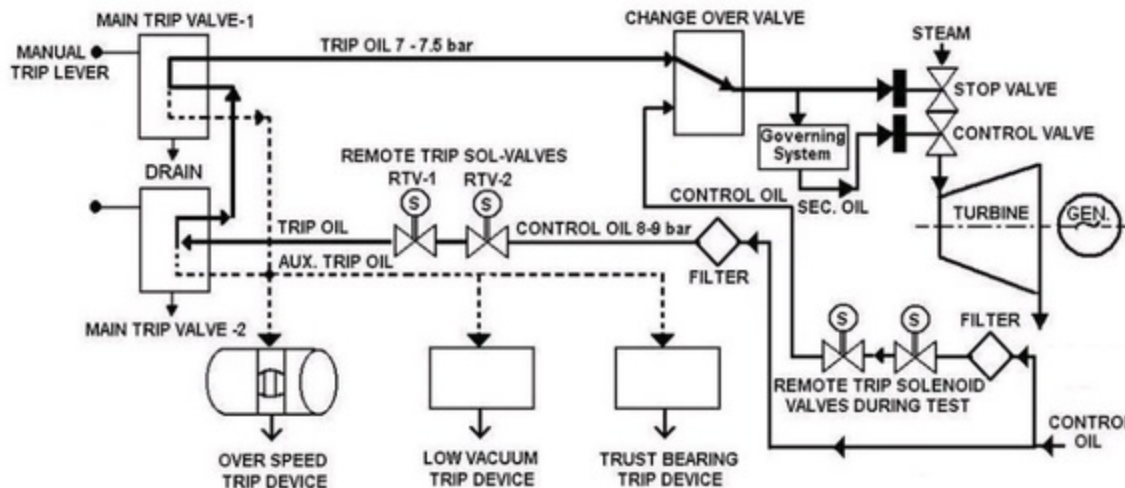 MAIN TRIP VALVE-1
CHANGE OVER VALVE
MANUAL
TRIP LEVER
TRIP OIL 7 - 7.5 bar
STEAM
STOP VALVE
Governing
System
CONTROL VALVE
DRAIN
REMOTE TRIP SOL-VALVES
RTV-1
RTV-2
S
S
CONTROL OIL
SEC. OIL
TURBINE
GEN.
TRIP OIL
CONTROL OIL 8-9 bar
AUX. TRIP OIL
FILTER
MAIN TRIP VALVE -2
S
S
FILTER
REMOTE TRIP SOLENOID
VALVES DURING TEST
CONTROL
OIL
OVER SPEED
TRIP DEVICE
LOW VACUUM
TRIP DEVICE
TRUST BEARING
TRIP DEVICE